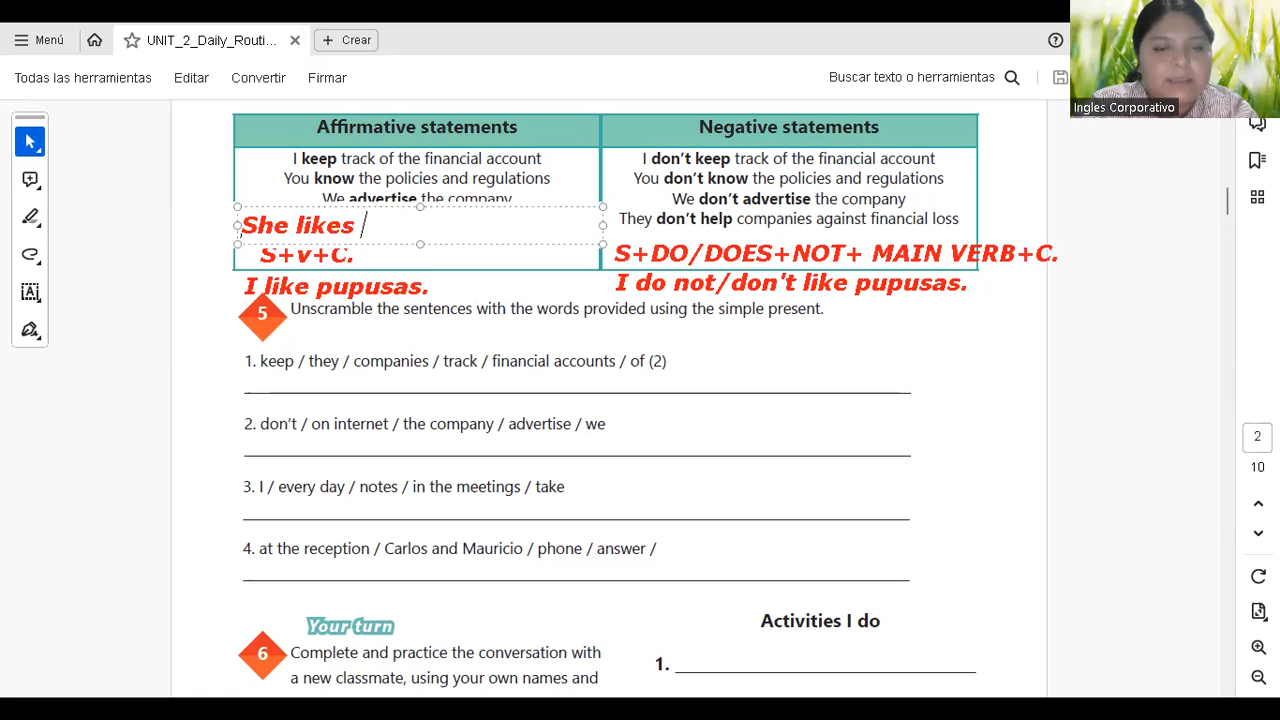 Menú
UNIT_2_Daily_Routi...
Crear
Todas las herramientas
Editar
Convertir
Firmar
Buscar texto o herramientas
Ingles Corporativo
Affirmative statements
Negative statements
I keep track of the financial account
You know the policies and regulations
We advertise the company
I don't keep track of the financial account
You don't know the policies and regulations
We don't advertise the company
They don't help companies against financial loss
She likes
S+V+C.
I like pupusas.
S+DO/DOES+NOT+ MAIN VERB+C.
I do not/don't like pupusas.
5 Unscramble the sentences with the words provided using the simple present.
1. keep / they / companies / track / financial accounts / of (2)
2. don't / on internet / the company / advertise / we
3. I / every day / notes / in the meetings / take
4. at the reception / Carlos and Mauricio / phone / answer /
Your turn
6 Complete and practice the conversation with
a new classmate, using your own names and
Activities I do
1.
2
10